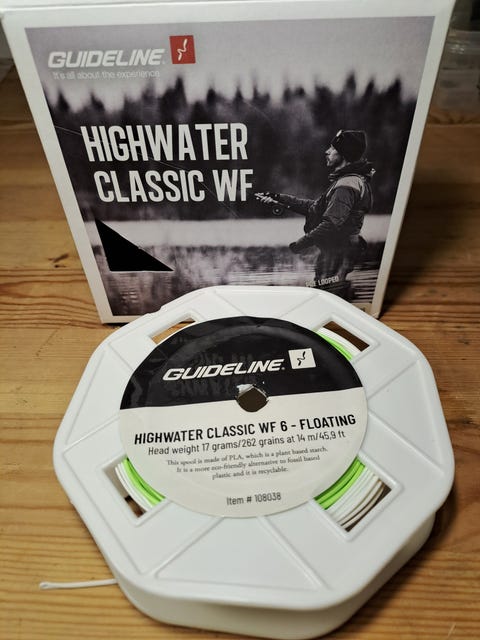 GUIDELINE
It's all about the experience
HIGHWATER
CLASSIC WF
LOOPED
GUIDELINE
HIGHWATER CLASSIC WF 6 - FLOATING
Head weight 17 grams/262 grains at 14 m/45,9 ft
This spool is made of PLA, which is a plant based starch.
It is a more eco-friendly alternative to fossil based
plastic and it is recyclable.
Item # 108038